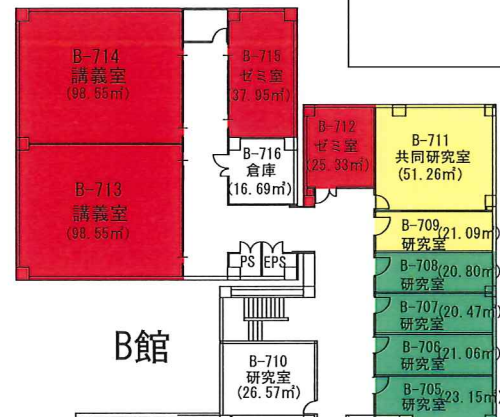 B-714
講義室
(98.55㎡)
B-715
ゼミ室
(37.95㎡)
B-716
倉庫
(16.69㎡)
B-712
ゼミ室
(25.33㎡)
B-711
共同研究室
(51.26㎡)
B-713
講義室
(98.55㎡)
B-709
研究室
(21.09㎡)
PS EPS
B-708
研究室
(20.80㎡)
B-707
研究室
(20.47㎡)
B館
B-710
研究室
(26.57㎡)
B-706
研究室
(21.06㎡)
B-705
研究室
(23.15㎡)